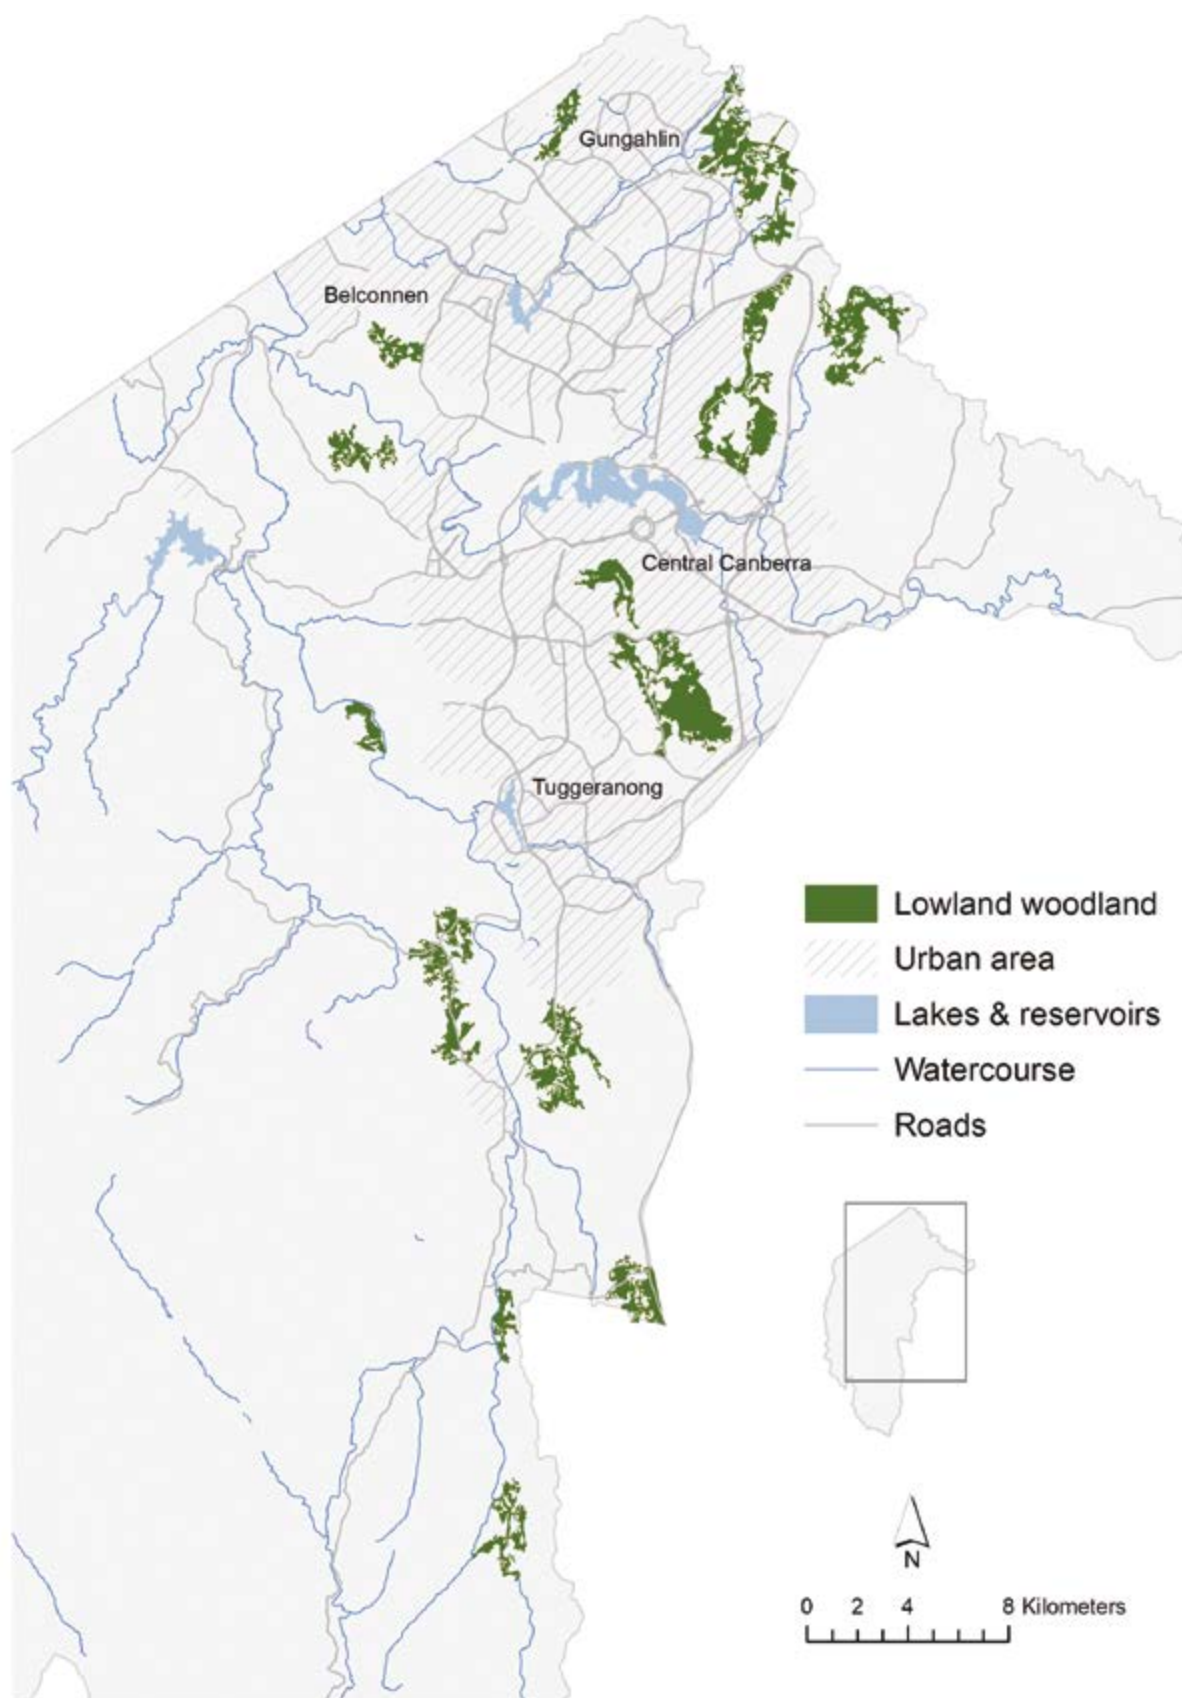 Gungahlin
Belconnen
Central Canberra
Tuggeranong
Lowland woodland
Urban area
Lakes & reservoirs
Watercourse
Roads
N
0 2 4 8 Kilometers